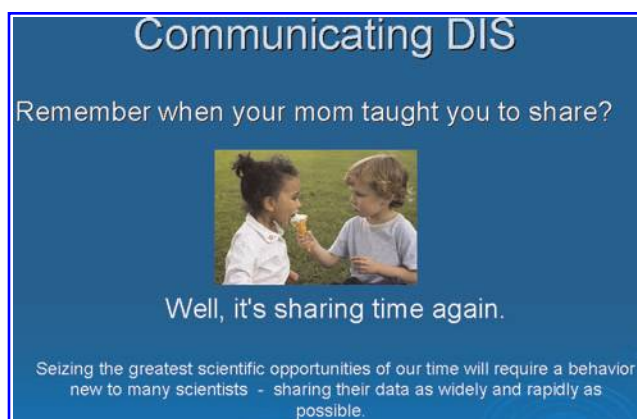 Communicating DIS
Remember when your mom taught you to share?
Well, it's sharing time again.
Seizing the greatest scientific opportunities of our time will require a behavior
new to many scientists - sharing their data as widely and rapidly as
possible.